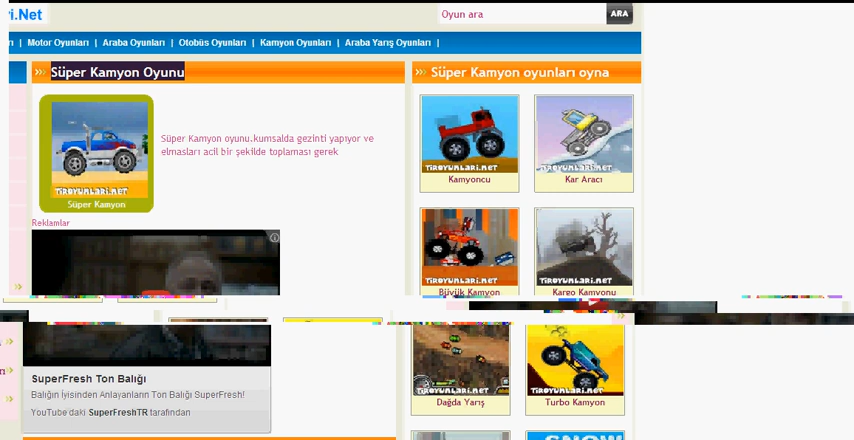 i.Net
Oyun ara
ARA
Motor Oyunları | Araba Oyunları | Otobüs Oyunları | Kamyon Oyunları | Araba Yarış Oyunları |
Süper Kamyon Oyunu
Süper Kamyon oyunları oyna
Süper Kamyon oyunu.kumsalda gezinti yapıyor ve
elmasları acil bir şekilde toplaması gerek
TIROYUNLARI.NET
Süper Kamyon
TIROYUNLARI.NET
Kamyoncu
TIROYUNLARI.NET
Kar Aracı
Reklamlar
TIROYUNLARI.NET
Büyük Kamyon
TIROYUNLARI.NET
Kargo Kamyonu
SuperFresh Ton Balığı
Balığın İyisinden Anlayanların Ton Balığı SuperFresh!
YouTube'daki SuperFreshTR tarafından
TIROYUNLARI.NET
Dağda Yarış
TIROYUNLARI.NET
Turbo Kamyon